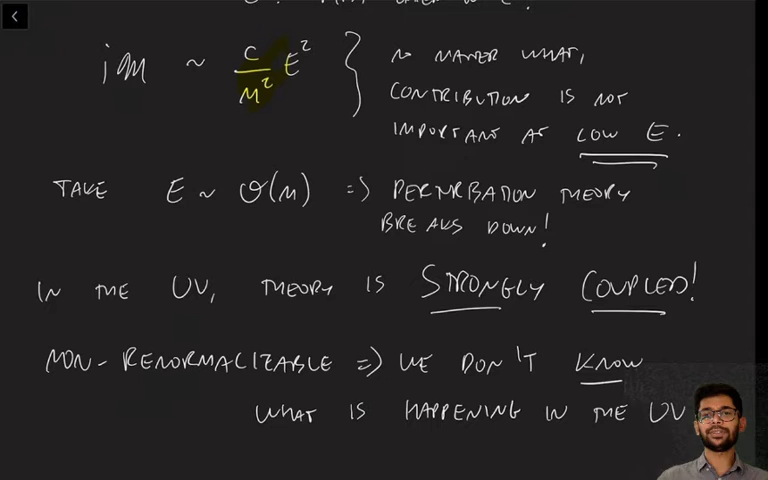 iM ~ C/M² E² } NO MATTER WHAT,
CONTRIBUTION IS NOT
IMPORTANT AT LOW E.
TAKE E ~ O(M) => PERTURBATION THEORY
BREAKS DOWN!
IN THE UV, THEORY IS STRONGLY COUPLED!
NON-RENORMALIZABLE => WE DON'T KNOW
WHAT IS HAPPENING IN THE UV